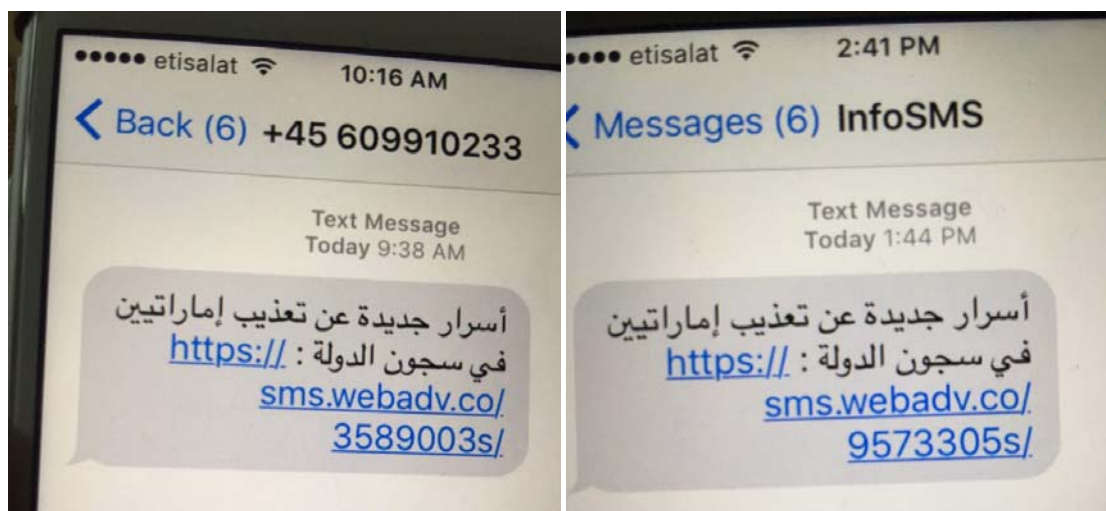 etisalat 10:16 AM
Back (6) +45 609910233
Text Message
Today 9:38 AM
أسرار جديدة عن تعذيب إماراتيين
في سجون الدولة : https://
sms.webadv.co/
3589003s/
etisalat 2:41 PM
Messages (6) InfoSMS
Text Message
Today 1:44 PM
أسرار جديدة عن تعذيب إماراتيين
في سجون الدولة : https://
sms.webadv.co/
9573305s/